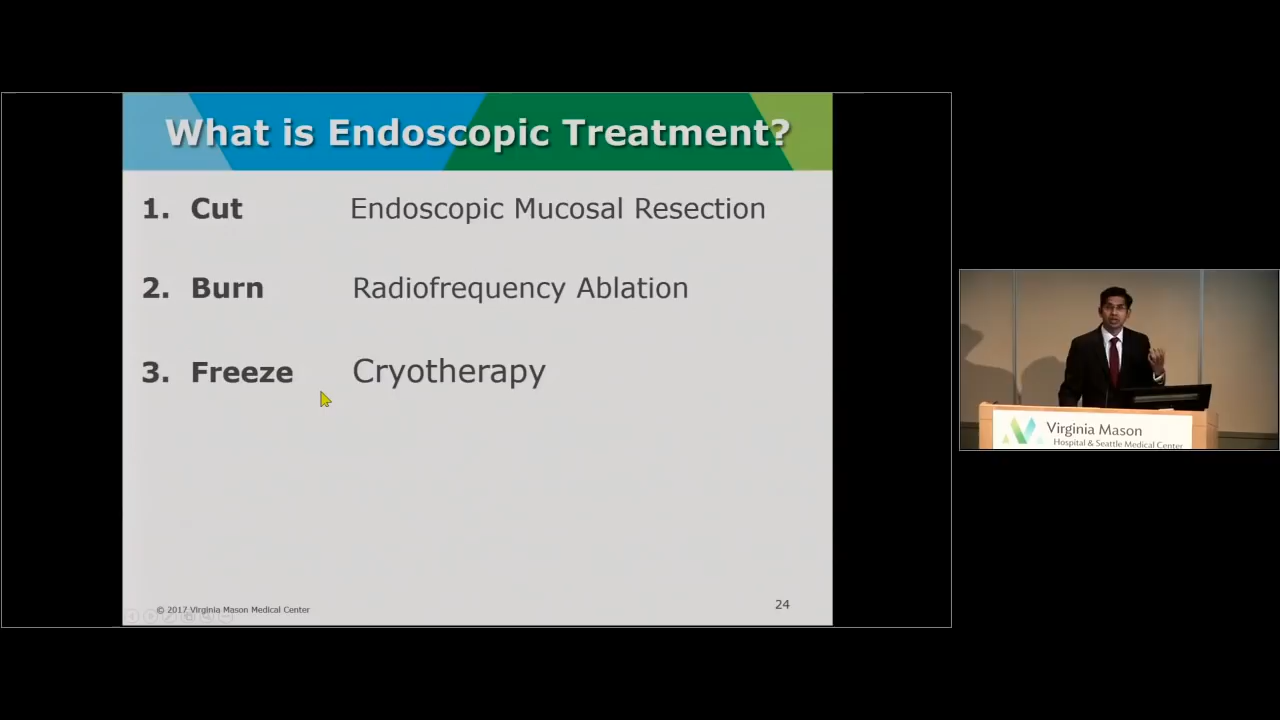 What is Endoscopic Treatment?
1. Cut Endoscopic Mucosal Resection
2. Burn Radiofrequency Ablation
3. Freeze Cryotherapy
© 2017 Virginia Mason Medical Center
24
Virginia Mason
Hospital & Seattle Medical Center